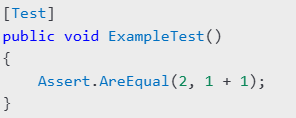 [Test]
public void ExampleTest()
{
    Assert.AreEqual(2, 1 + 1);
}